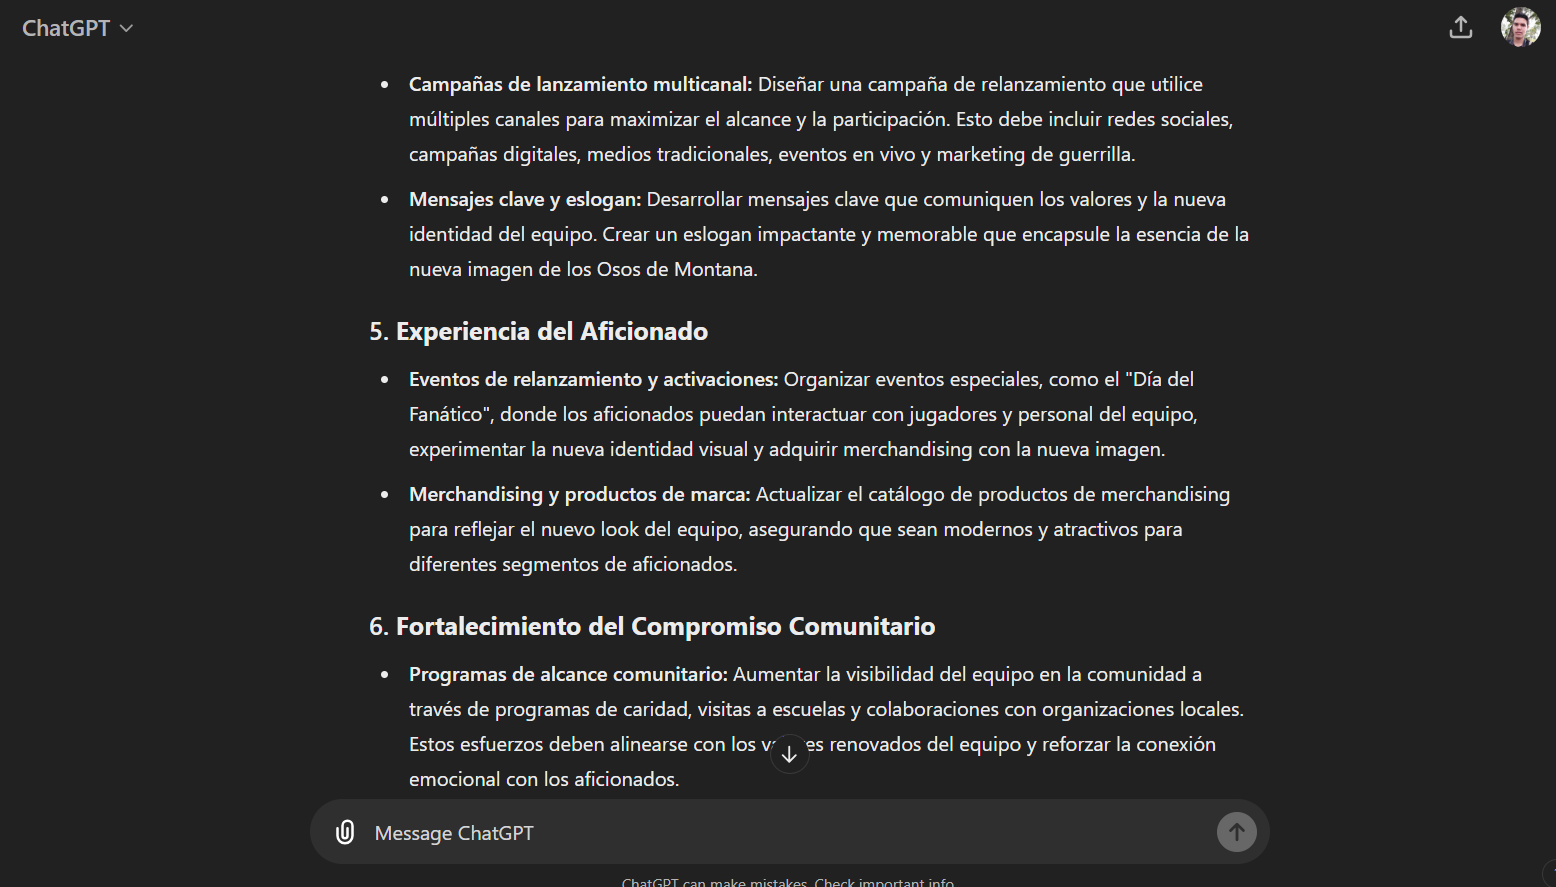 ChatGPT
Campañas de lanzamiento multicanal: Diseñar una campaña de relanzamiento que utilice
múltiples canales para maximizar el alcance y la participación. Esto debe incluir redes sociales,
campañas digitales, medios tradicionales, eventos en vivo y marketing de guerrilla.
Mensajes clave y eslogan: Desarrollar mensajes clave que comuniquen los valores y la nueva
identidad del equipo. Crear un eslogan impactante y memorable que encapsule la esencia de la
nueva imagen de los Osos de Montana.
5. Experiencia del Aficionado
Eventos de relanzamiento y activaciones: Organizar eventos especiales, como el "Día del
Fanático", donde los aficionados puedan interactuar con jugadores y personal del equipo,
experimentar la nueva identidad visual y adquirir merchandising con la nueva imagen.
Merchandising y productos de marca: Actualizar el catálogo de productos de merchandising
para reflejar el nuevo look del equipo, asegurando que sean modernos y atractivos para
diferentes segmentos de aficionados.
6. Fortalecimiento del Compromiso Comunitario
Programas de alcance comunitario: Aumentar la visibilidad del equipo en la comunidad a
través de programas de caridad, visitas a escuelas y colaboraciones con organizaciones locales.
Estos esfuerzos deben alinearse con los renovados del equipo y reforzar la conexión
emocional con los aficionados.
Message ChatGPT
ChatGPT can make mistakes. Check important info.